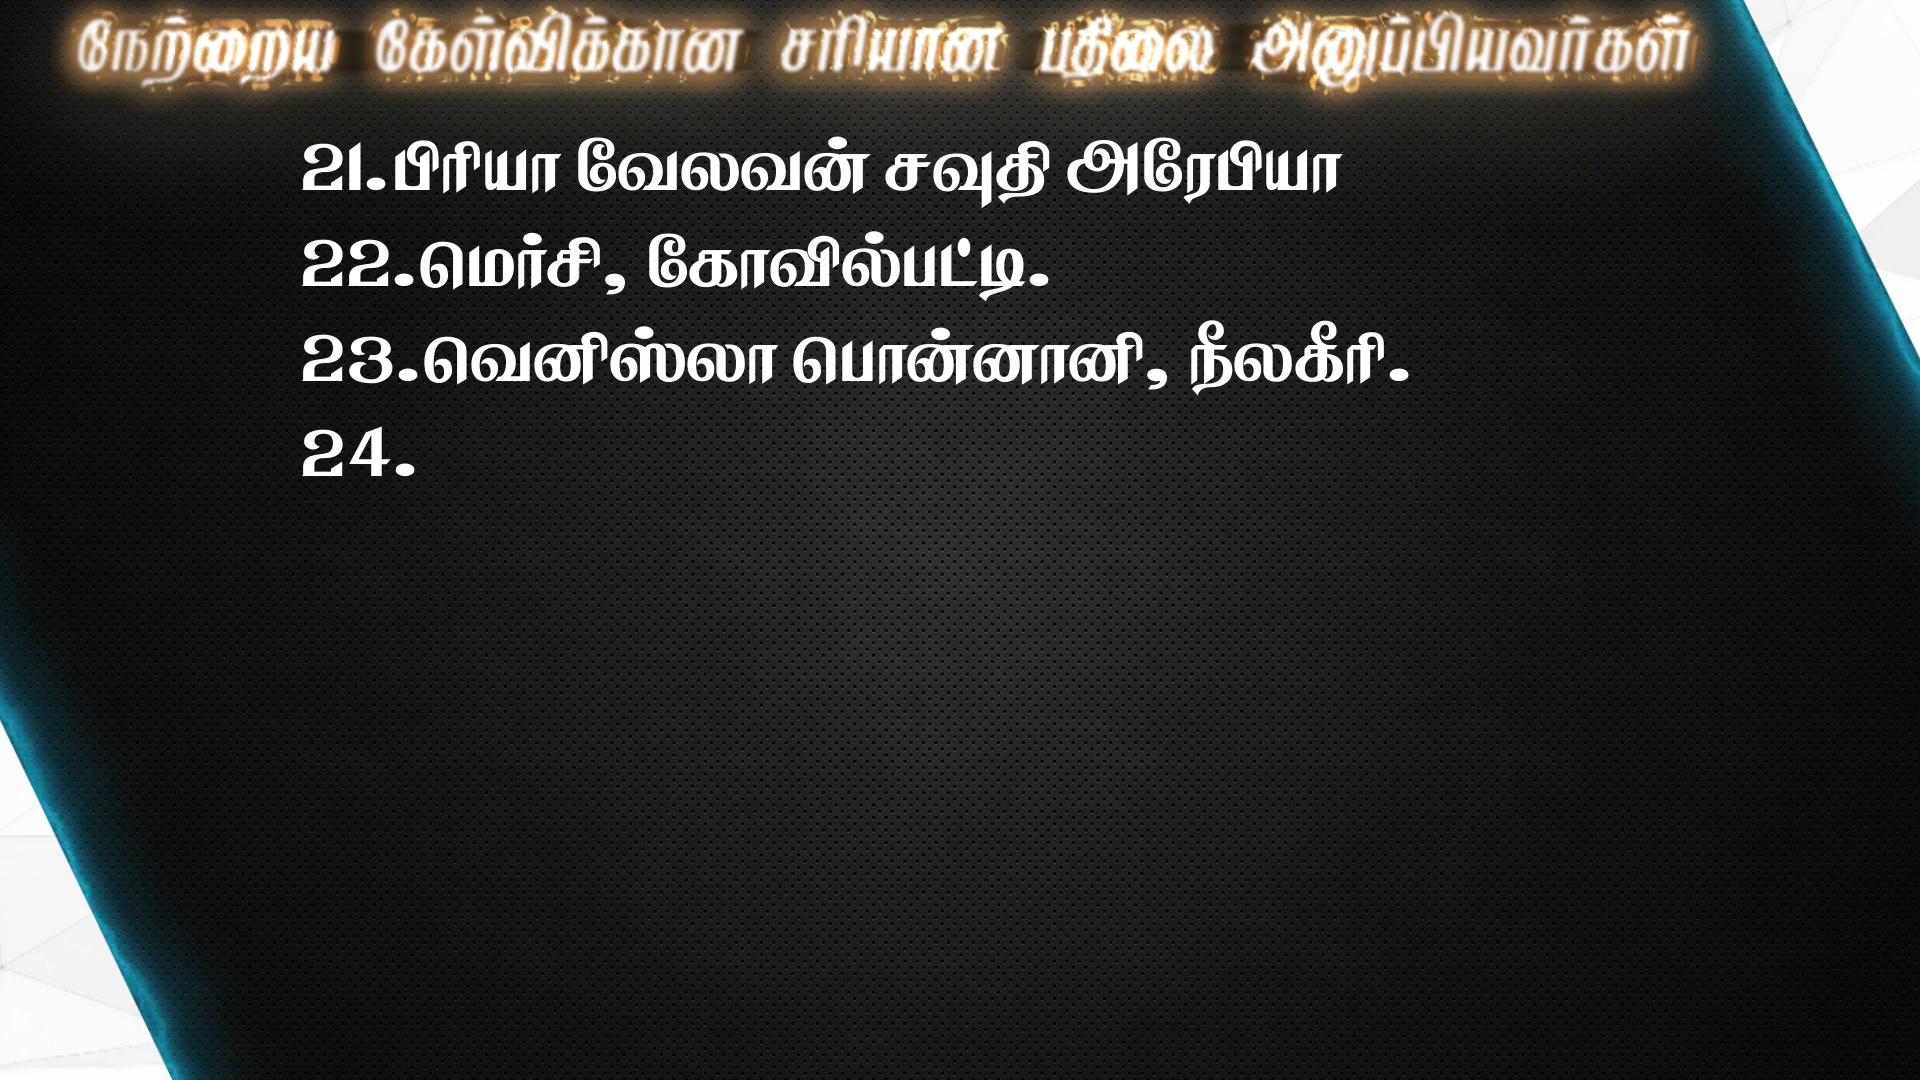 நேற்றைய கேள்விக்கான சரியான பதிலை அனுப்பியவர்கள்
21.பிரியா வேலவன் சவுதி அரேபியா
22.மெர்சி, கோவில்பட்டி.
23.வெனிஸ்லா பொன்னானி, நீலகீரி.
24.